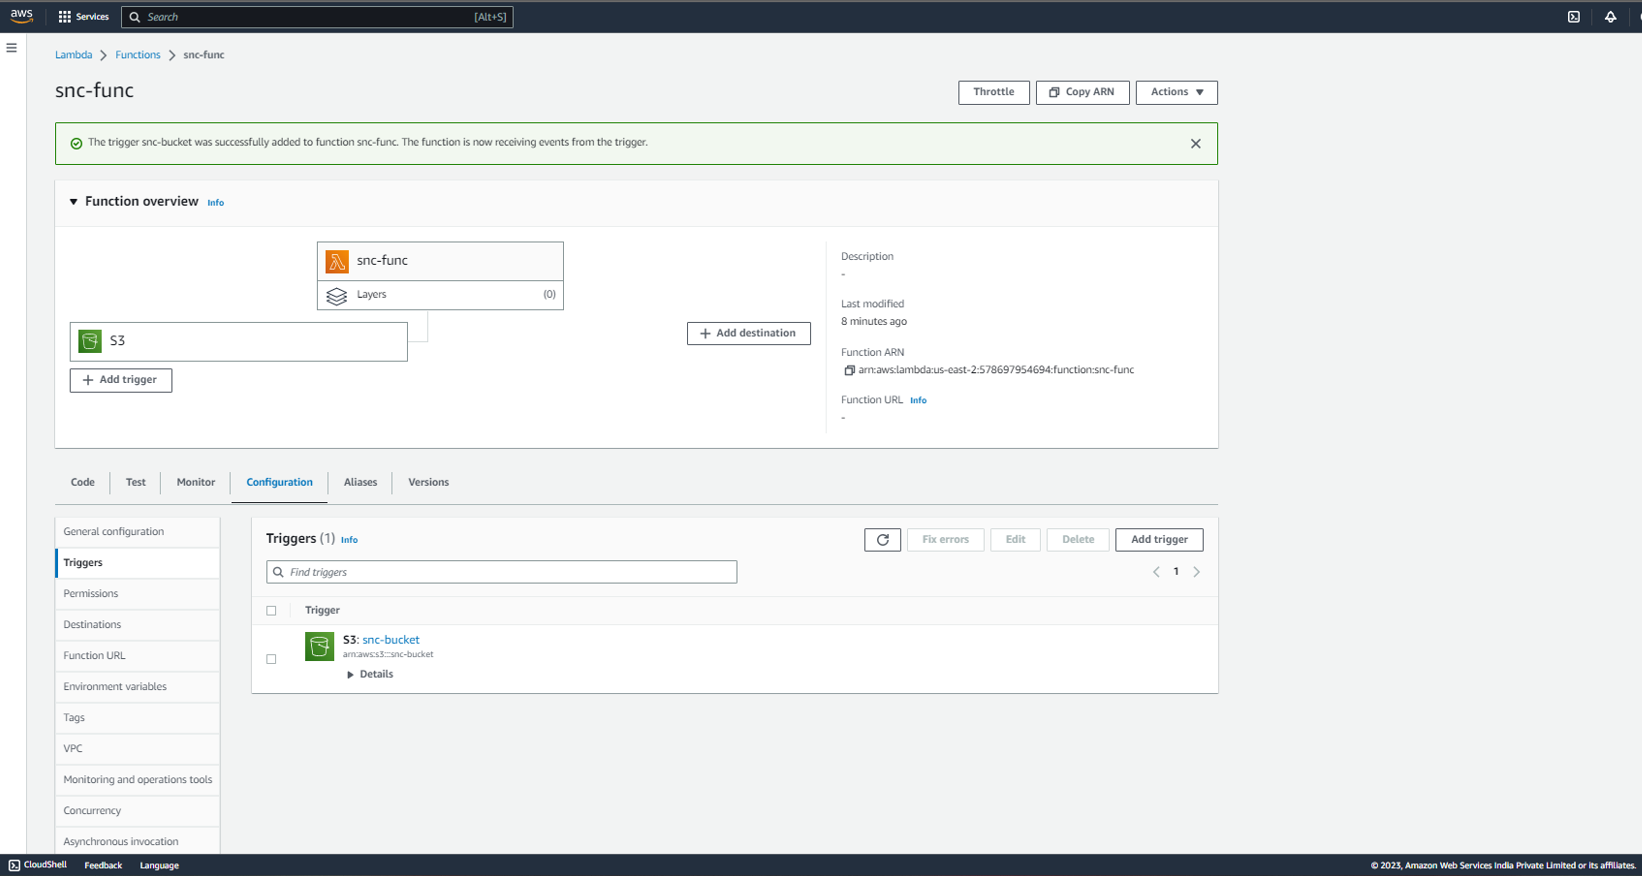 aws Services Search [Alt+S]
Lambda > Functions > snc-func
snc-func
Throttle Copy ARN Actions
The trigger snc-bucket was successfully added to function snc-func. The function is now receiving events from the trigger.
Function overview Info
snc-func
Layers (0)
S3
Add trigger
Add destination
Description
-
Last modified
8 minutes ago
Function ARN
arn:aws:lambda:us-east-2:578697954694:function:snc-func
Function URL Info
-
Code Test Monitor Configuration Aliases Versions
General configuration
Triggers
Permissions
Destinations
Function URL
Environment variables
Tags
VPC
Monitoring and operations tools
Concurrency
Asynchronous invocation
Triggers (1) Info
Fix errors Edit Delete Add trigger
Find triggers
1
Trigger
S3: snc-bucket
arn:aws:s3:::snc-bucket
Details
CloudShell Feedback Language
© 2023, Amazon Web Services India Private Limited or its affiliates.